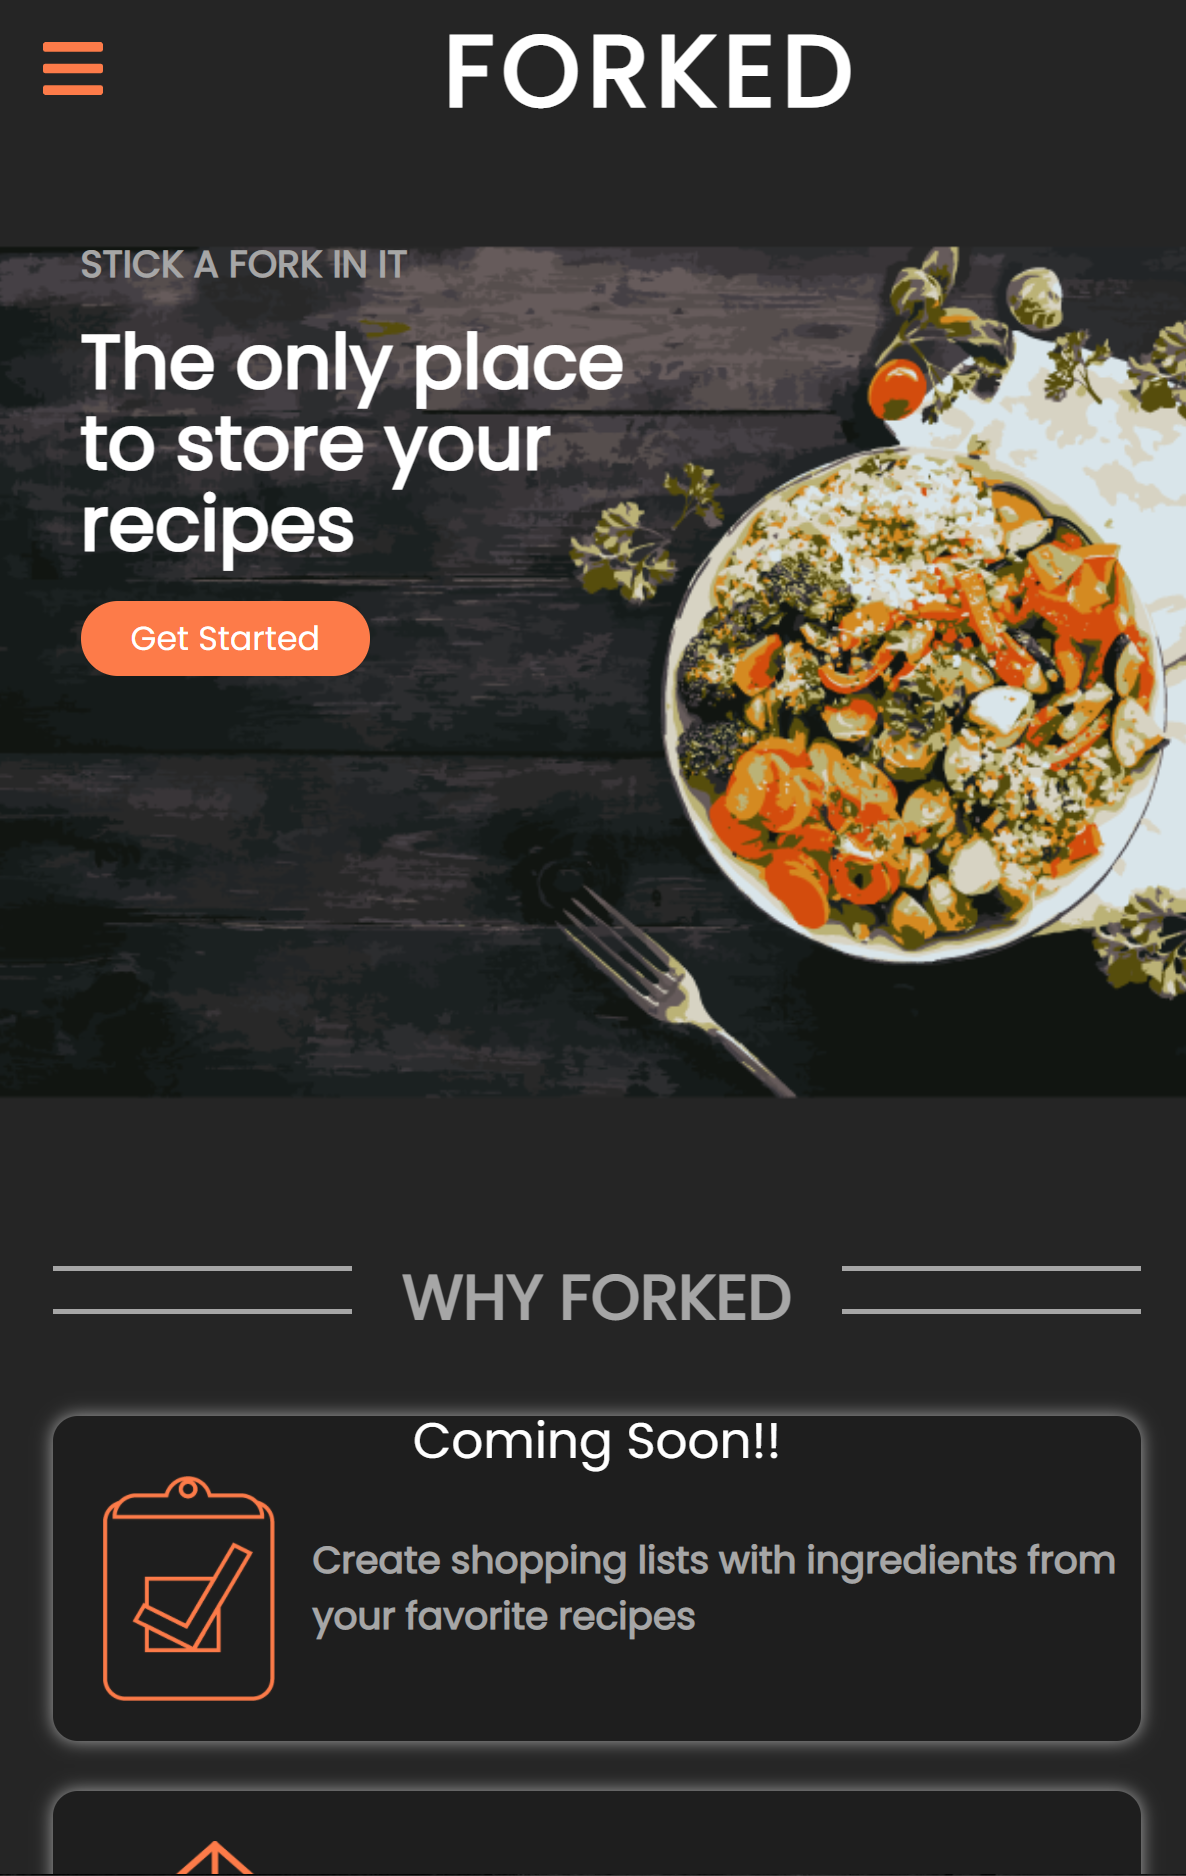 FORKED
STICK A FORK IN IT
The only place
to store your
recipes
Get Started
WHY FORKED
Coming Soon!!
Create shopping lists with ingredients from
your favorite recipes